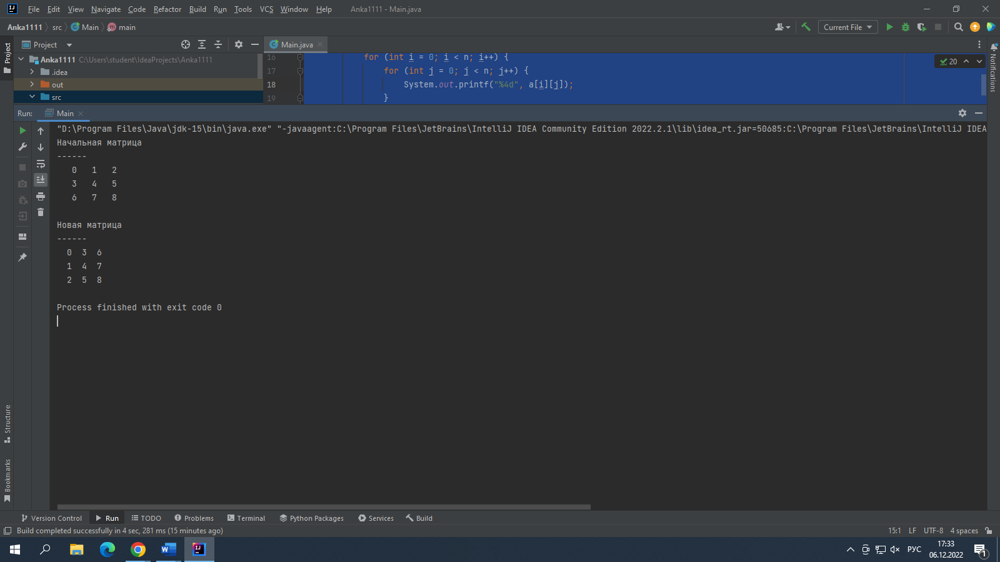 File Edit View Navigate Code Refactor Build Run Tools VCS Window Help Anka1111 - Main.java
Anka1111 src Main main Current File
Project Main.java
Project
Anka1111 C:\Users\student\IdeaProjects\Anka1111
.idea
out
src
16 for (int i = 0; i < n; i++) {
17 for (int j = 0; j < n; j++) {
18 System.out.printf("%4d", a[i][j]);
19 }
20
Notifications
Run: Main
"D:\Program Files\Java\jdk-15\bin\java.exe" "-javaagent:C:\Program Files\JetBrains\IntelliJ IDEA Community Edition 2022.2.1\lib\idea_rt.jar=50685:C:\Program Files\JetBrains\IntelliJ IDEA
Начальная матрица
------
0 1 2
3 4 5
6 7 8
Новая матрица
------
0 3 6
1 4 7
2 5 8
Process finished with exit code 0
Structure
Bookmarks
Version Control Run TODO Problems Terminal Python Packages Services Build
Build completed successfully in 4 sec, 281 ms (15 minutes ago) 15:1 LF UTF-8 4 spaces
РУС 17:33
06.12.2022
1